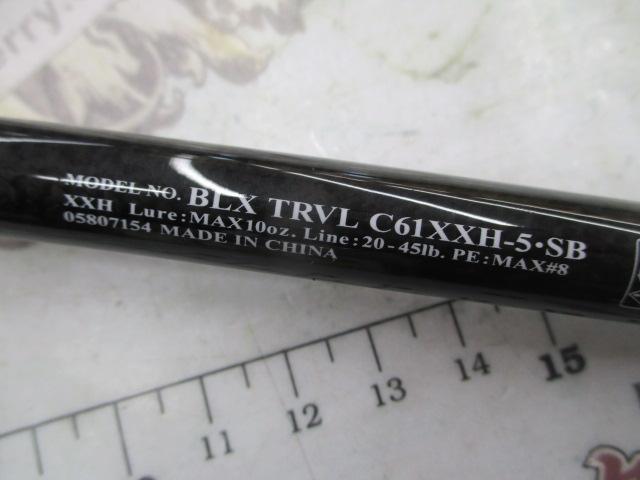 erry.c
MODEL NO. BLX TRVL C61XXH-5・SB
XXH Lure:MAX10oz. Line:20-45lb. PE:MAX#8
05807154 MADE IN CHINA
11 12 13 14 15